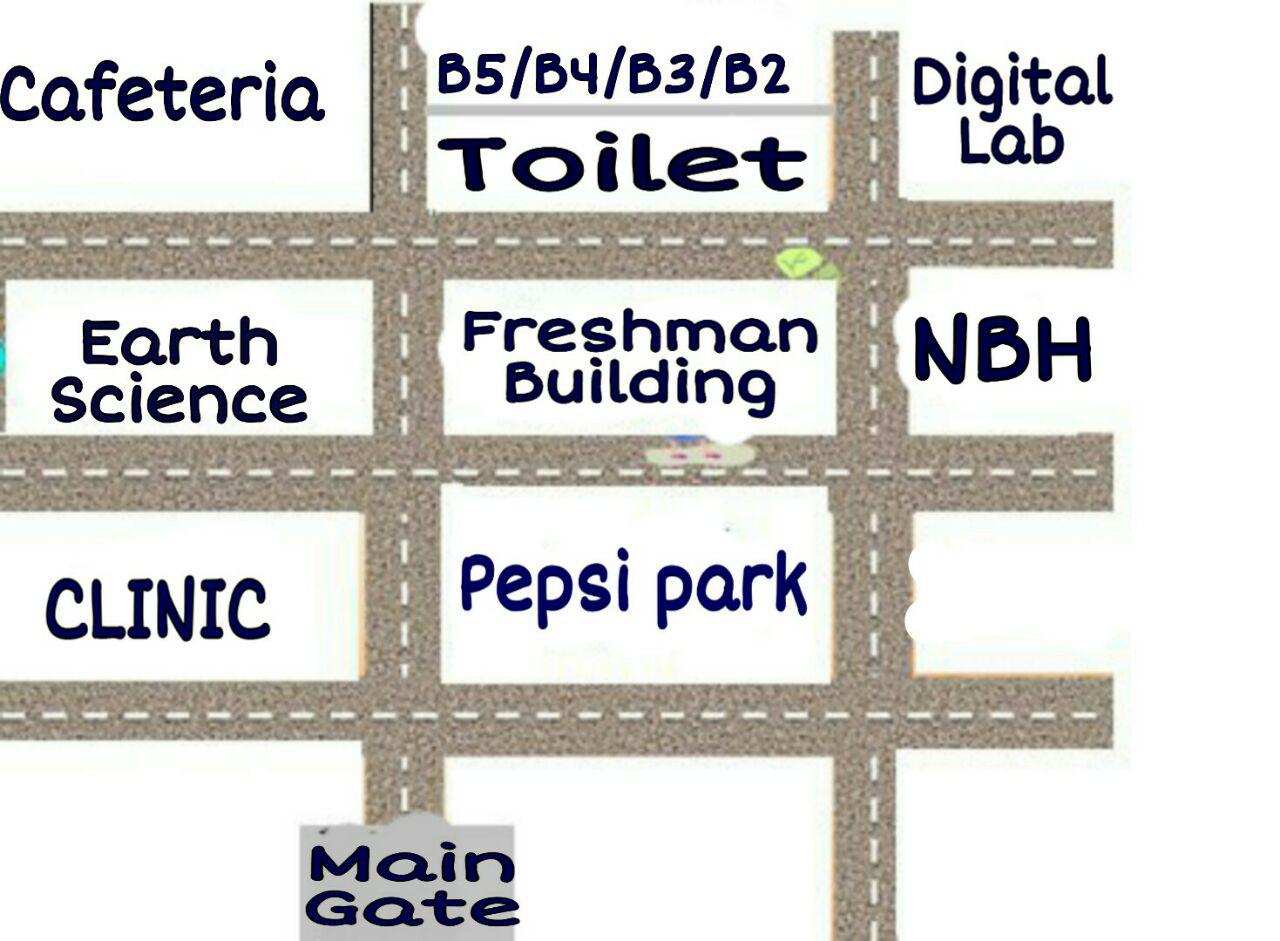 Cafeteria
B5/B4/B3/B2
Toilet
Digital
Lab
Earth
Science
Freshman
Building
NBH
CLINIC
Pepsi park
Main
Gate